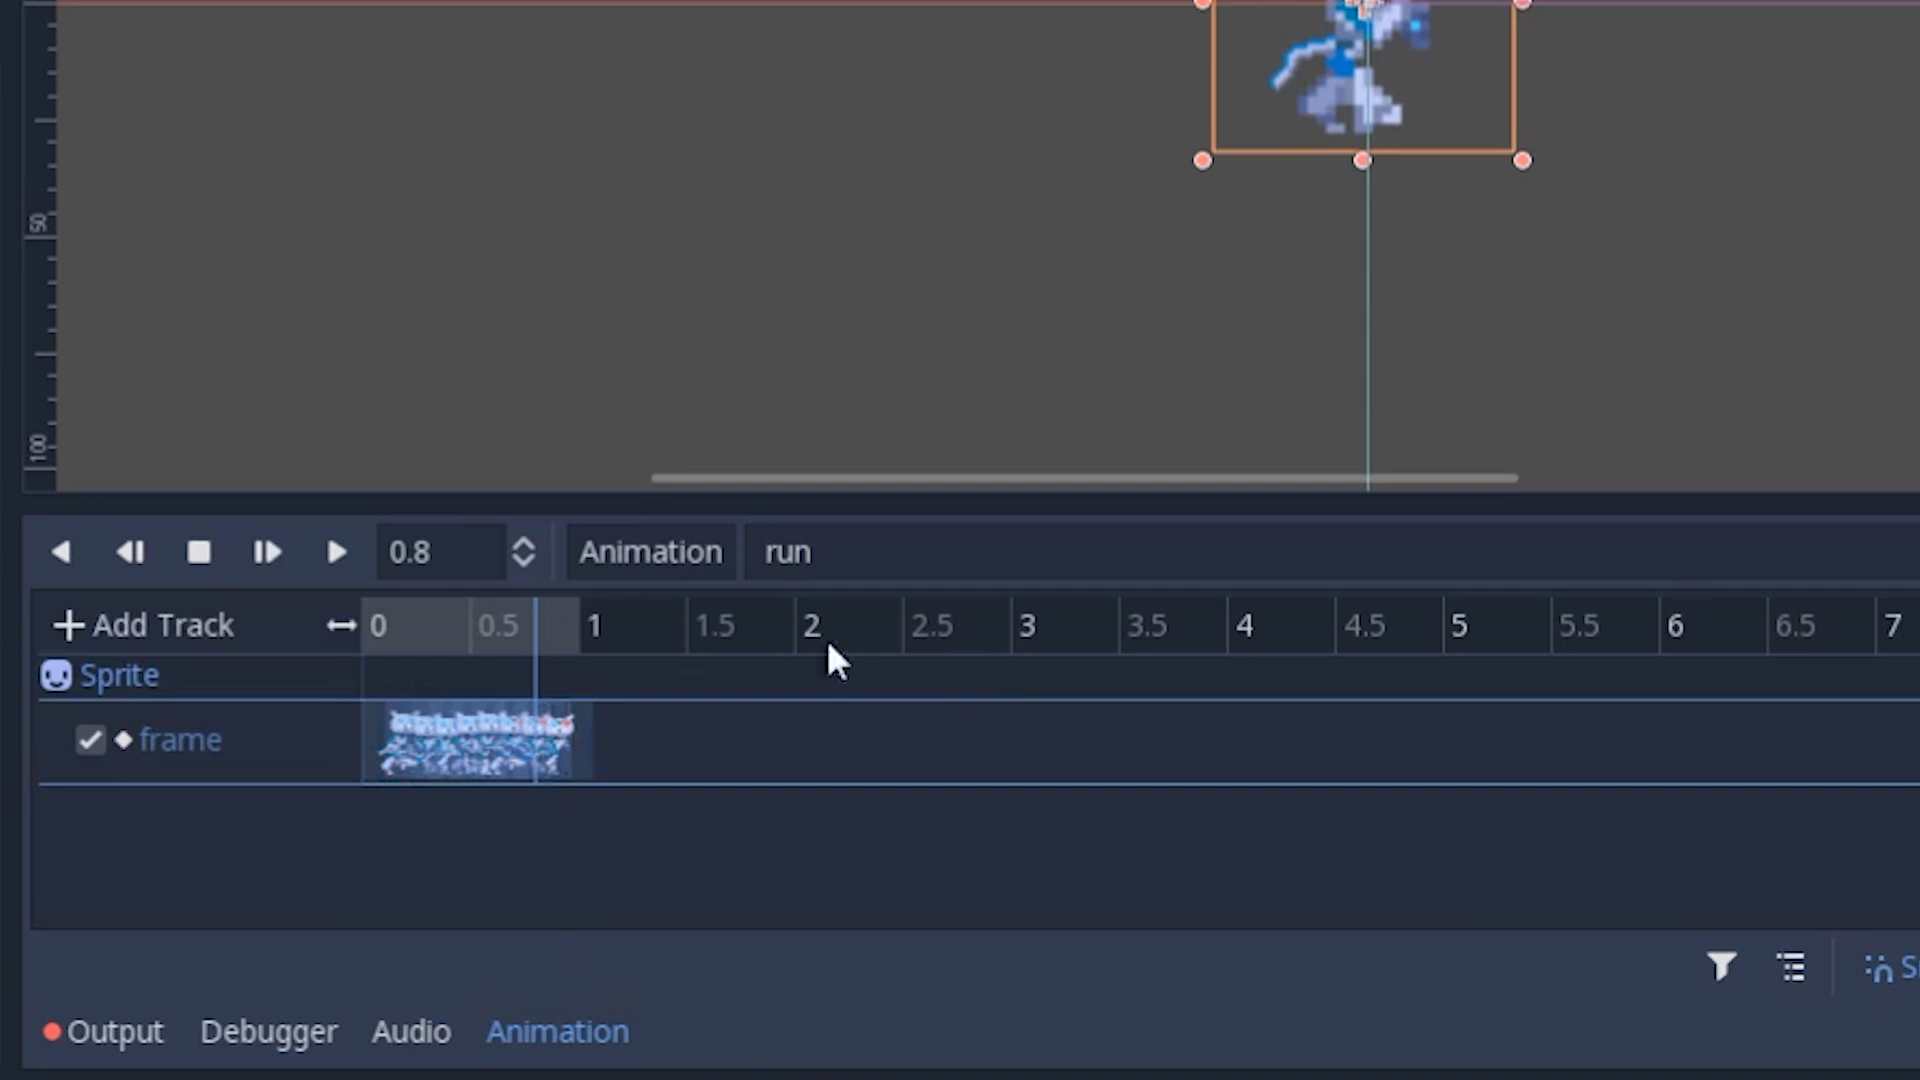 50
100
0.8 Animation run
Add Track 0 0.5 1 1.5 2 2.5 3 3.5 4 4.5 5 5.5 6 6.5 7
Sprite
frame
Output Debugger Audio Animation